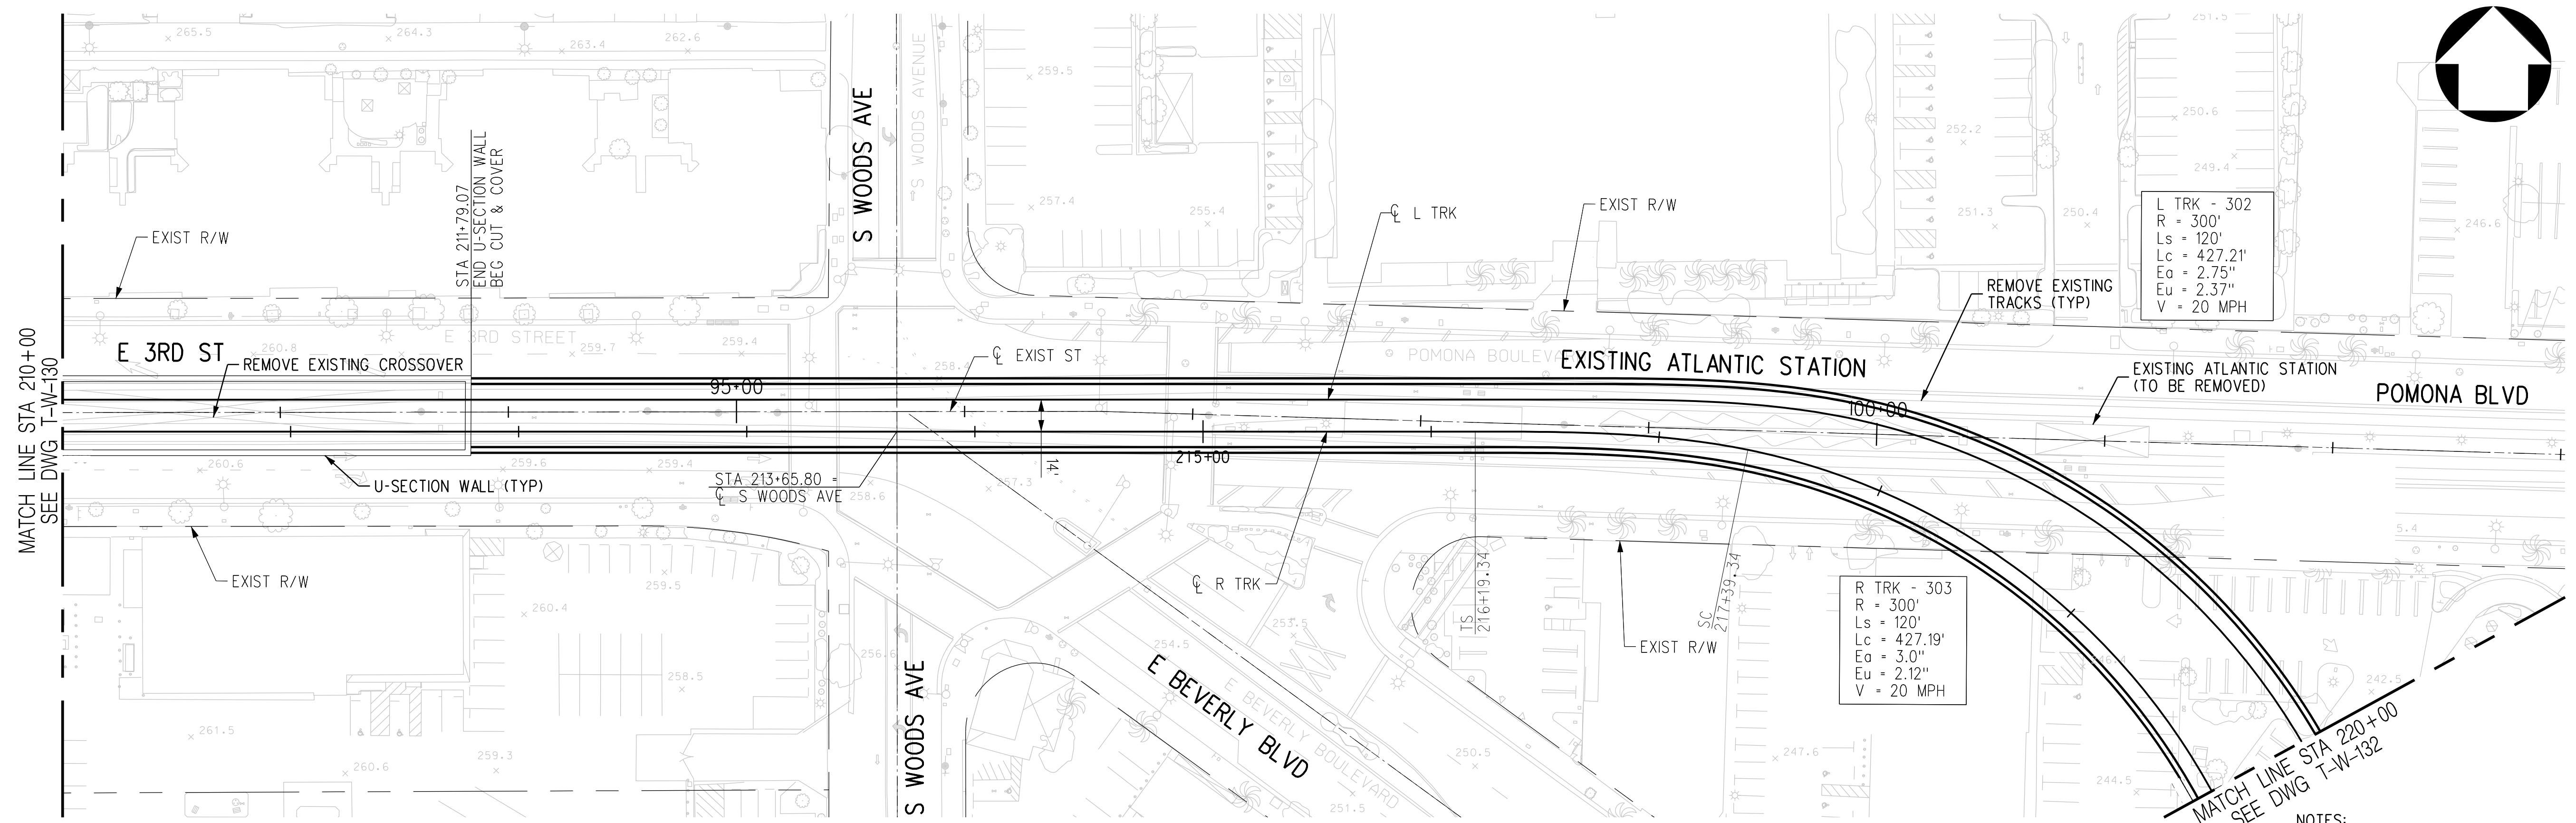 265.5
264.3
263.4
262.6
S WOODS AVE
S WOODS AVENUE
259.5
251.5
250.6
252.2
249.4
257.4
255.4
251.3
250.4
246.6
EXIST R/W
STA 211+79.07
END U-SECTION WALL
BEG CUT & COVER
℄ L TRK
EXIST R/W
L TRK - 302
R = 300'
Ls = 120'
Lc = 427.21'
Ea = 2.75"
Eu = 2.37"
V = 20 MPH
REMOVE EXISTING
TRACKS (TYP)
MATCH LINE STA 210+00
SEE DWG T-W-130
E 3RD STREET
E 3RD ST
260.8
259.7
259.4
258.4
REMOVE EXISTING CROSSOVER
℄ EXIST ST
POMONA BOULEVARD
EXISTING ATLANTIC STATION
EXISTING ATLANTIC STATION
(TO BE REMOVED)
POMONA BLVD
95+00
100+00
14'
215+00
260.6
259.6
259.4
U-SECTION WALL (TYP)
STA 213+65.80 =
℄ S WOODS AVE
258.6
257.3
5.4
EXIST R/W
259.5
260.4
258.5
261.5
259.3
260.6
256.6
S WOODS AVE
℄ R TRK
254.5
253.5
TS
216+19.34
SC
217+39.34
EXIST R/W
R TRK - 303
R = 300'
Ls = 120'
Lc = 427.19'
Ea = 3.0"
Eu = 2.12"
V = 20 MPH
E BEVERLY BLVD
E BEVERLY BOULEVARD
250.5
251.5
247.6
244.5
242.5
MATCH LINE STA 220+00
SEE DWG T-W-132
NOTES: